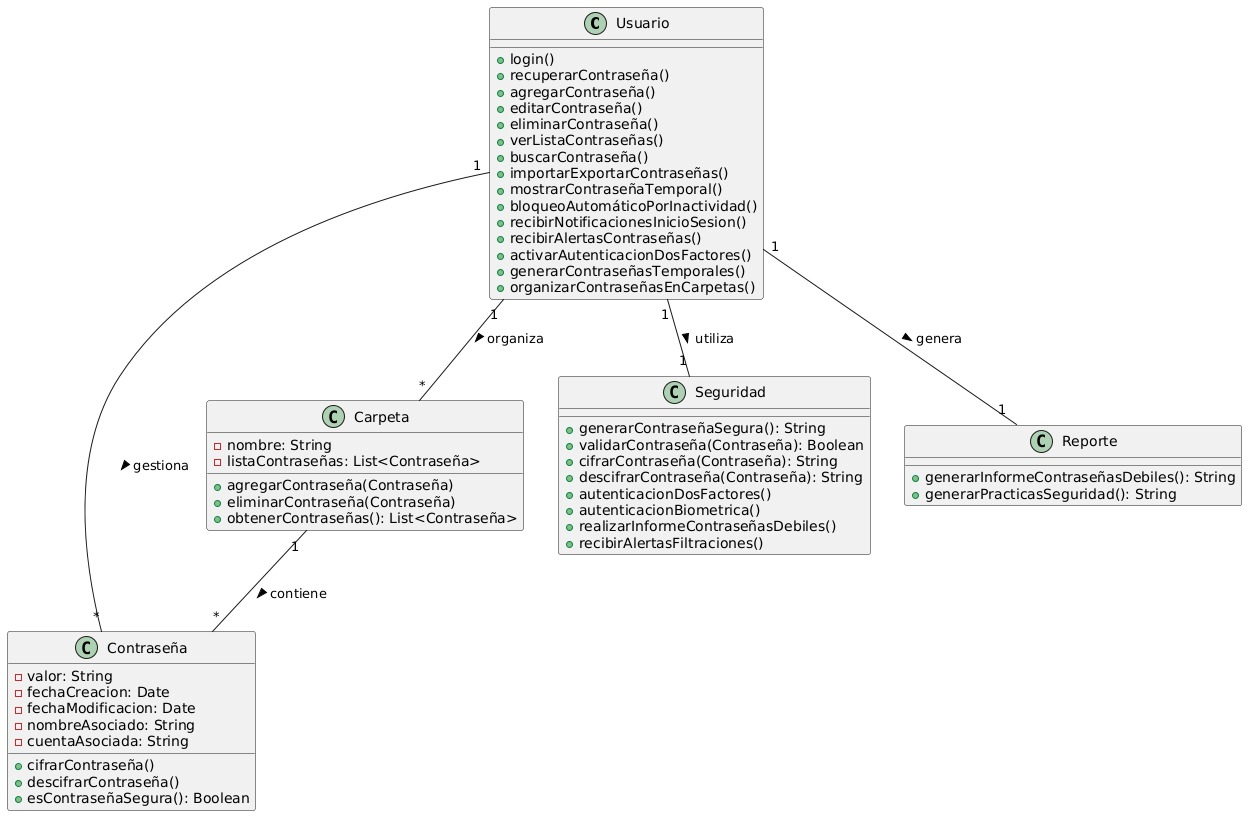 C Usuario
login()
recuperarContraseña()
agregarContraseña()
editarContraseña()
eliminarContraseña()
verListaContraseñas()
buscarContraseña()
importarExportarContraseñas()
mostrarContraseñaTemporal()
bloqueoAutomáticoPorInactividad()
recibirNotificacionesInicioSesion()
recibirAlertasContraseñas()
activarAutenticacionDosFactores()
generarContraseñasTemporales()
organizarContraseñasEnCarpetas()
1
1
1
1
organiza
utiliza
genera
gestiona
*
1
1
C Carpeta
nombre: String
listaContraseñas: List<Contraseña>
agregarContraseña(Contraseña)
eliminarContraseña(Contraseña)
obtenerContraseñas(): List<Contraseña>
C Seguridad
generarContraseñaSegura(): String
validarContraseña(Contraseña): Boolean
cifrarContraseña(Contraseña): String
descifrarContraseña(Contraseña): String
autenticacionDosFactores()
autenticacionBiometrica()
realizarInformeContraseñasDebiles()
recibirAlertasFiltraciones()
C Reporte
generarInformeContraseñasDebiles(): String
generarPracticasSeguridad(): String
1
contiene
*
*
C Contraseña
valor: String
fechaCreacion: Date
fechaModificacion: Date
nombreAsociado: String
cuentaAsociada: String
cifrarContraseña()
descifrarContraseña()
esContraseñaSegura(): Boolean